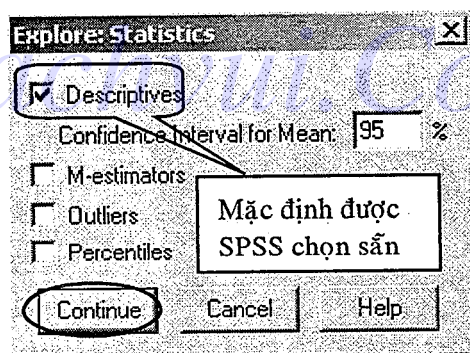 Explore: Statistics
Descriptives
Confidence Interval for Mean: 95 %
M-estimators
Outliers
Percentiles
Mặc định được
SPSS chọn sẵn
Continue Cancel Help